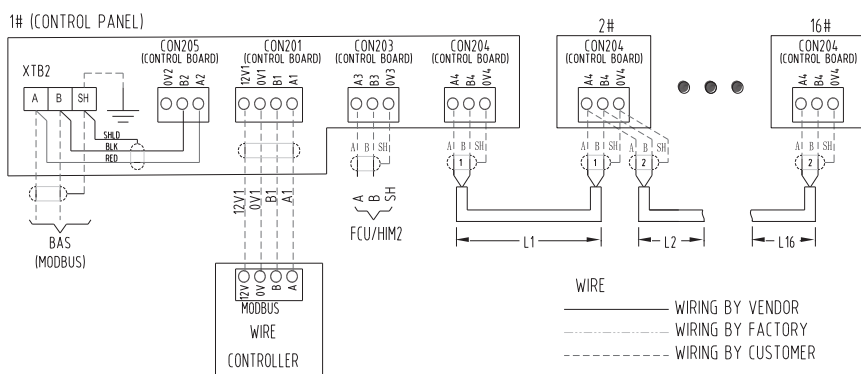 1# (CONTROL PANEL)
2#
16#
CON205
(CONTROL BOARD)
CON201
(CONTROL BOARD)
CON203
(CONTROL BOARD)
CON204
(CONTROL BOARD)
CON204
(CONTROL BOARD)
CON204
(CONTROL BOARD)
XTB2
0V2
B2
A2
12V1
0V1
B1
A1
A3
B3
0V3
A4
B4
0V4
A4
B4
0V4
A4
B4
0V4
A
B
SH
SHLD
BLK
RED
A
B
SH
A
B
SH
A
B
SH
A
B
SH
A
B
SH
1
1
2
2
12V1
0V1
B1
A1
A
B
SH
FCU/HIM2
BAS
(MODBUS)
L1
L2
L16
12V
0V
B
A
MODBUS
WIRE
CONTROLLER
WIRE
WIRING BY VENDOR
WIRING BY FACTORY
WIRING BY CUSTOMER